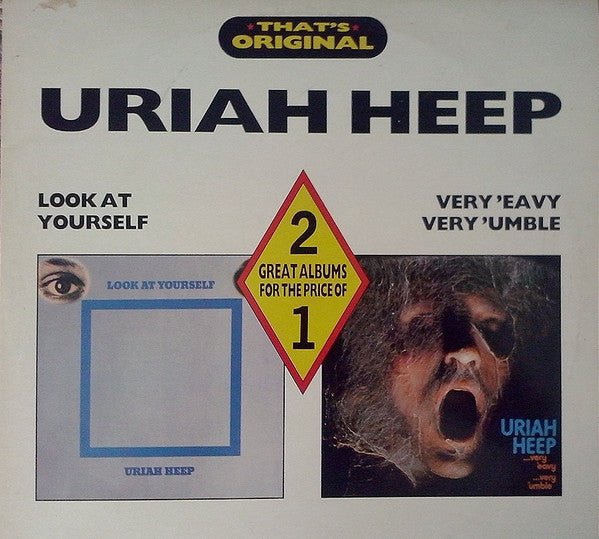 THAT'S
ORIGINAL
URIAH HEEP
LOOK AT
YOURSELF
VERY 'EAVY
VERY 'UMBLE
2
GREAT ALBUMS
FOR THE PRICE OF
1
LOOK AT YOURSELF
URIAH HEEP
URIAH
HEEP
...very
'eavy
...very
'umble